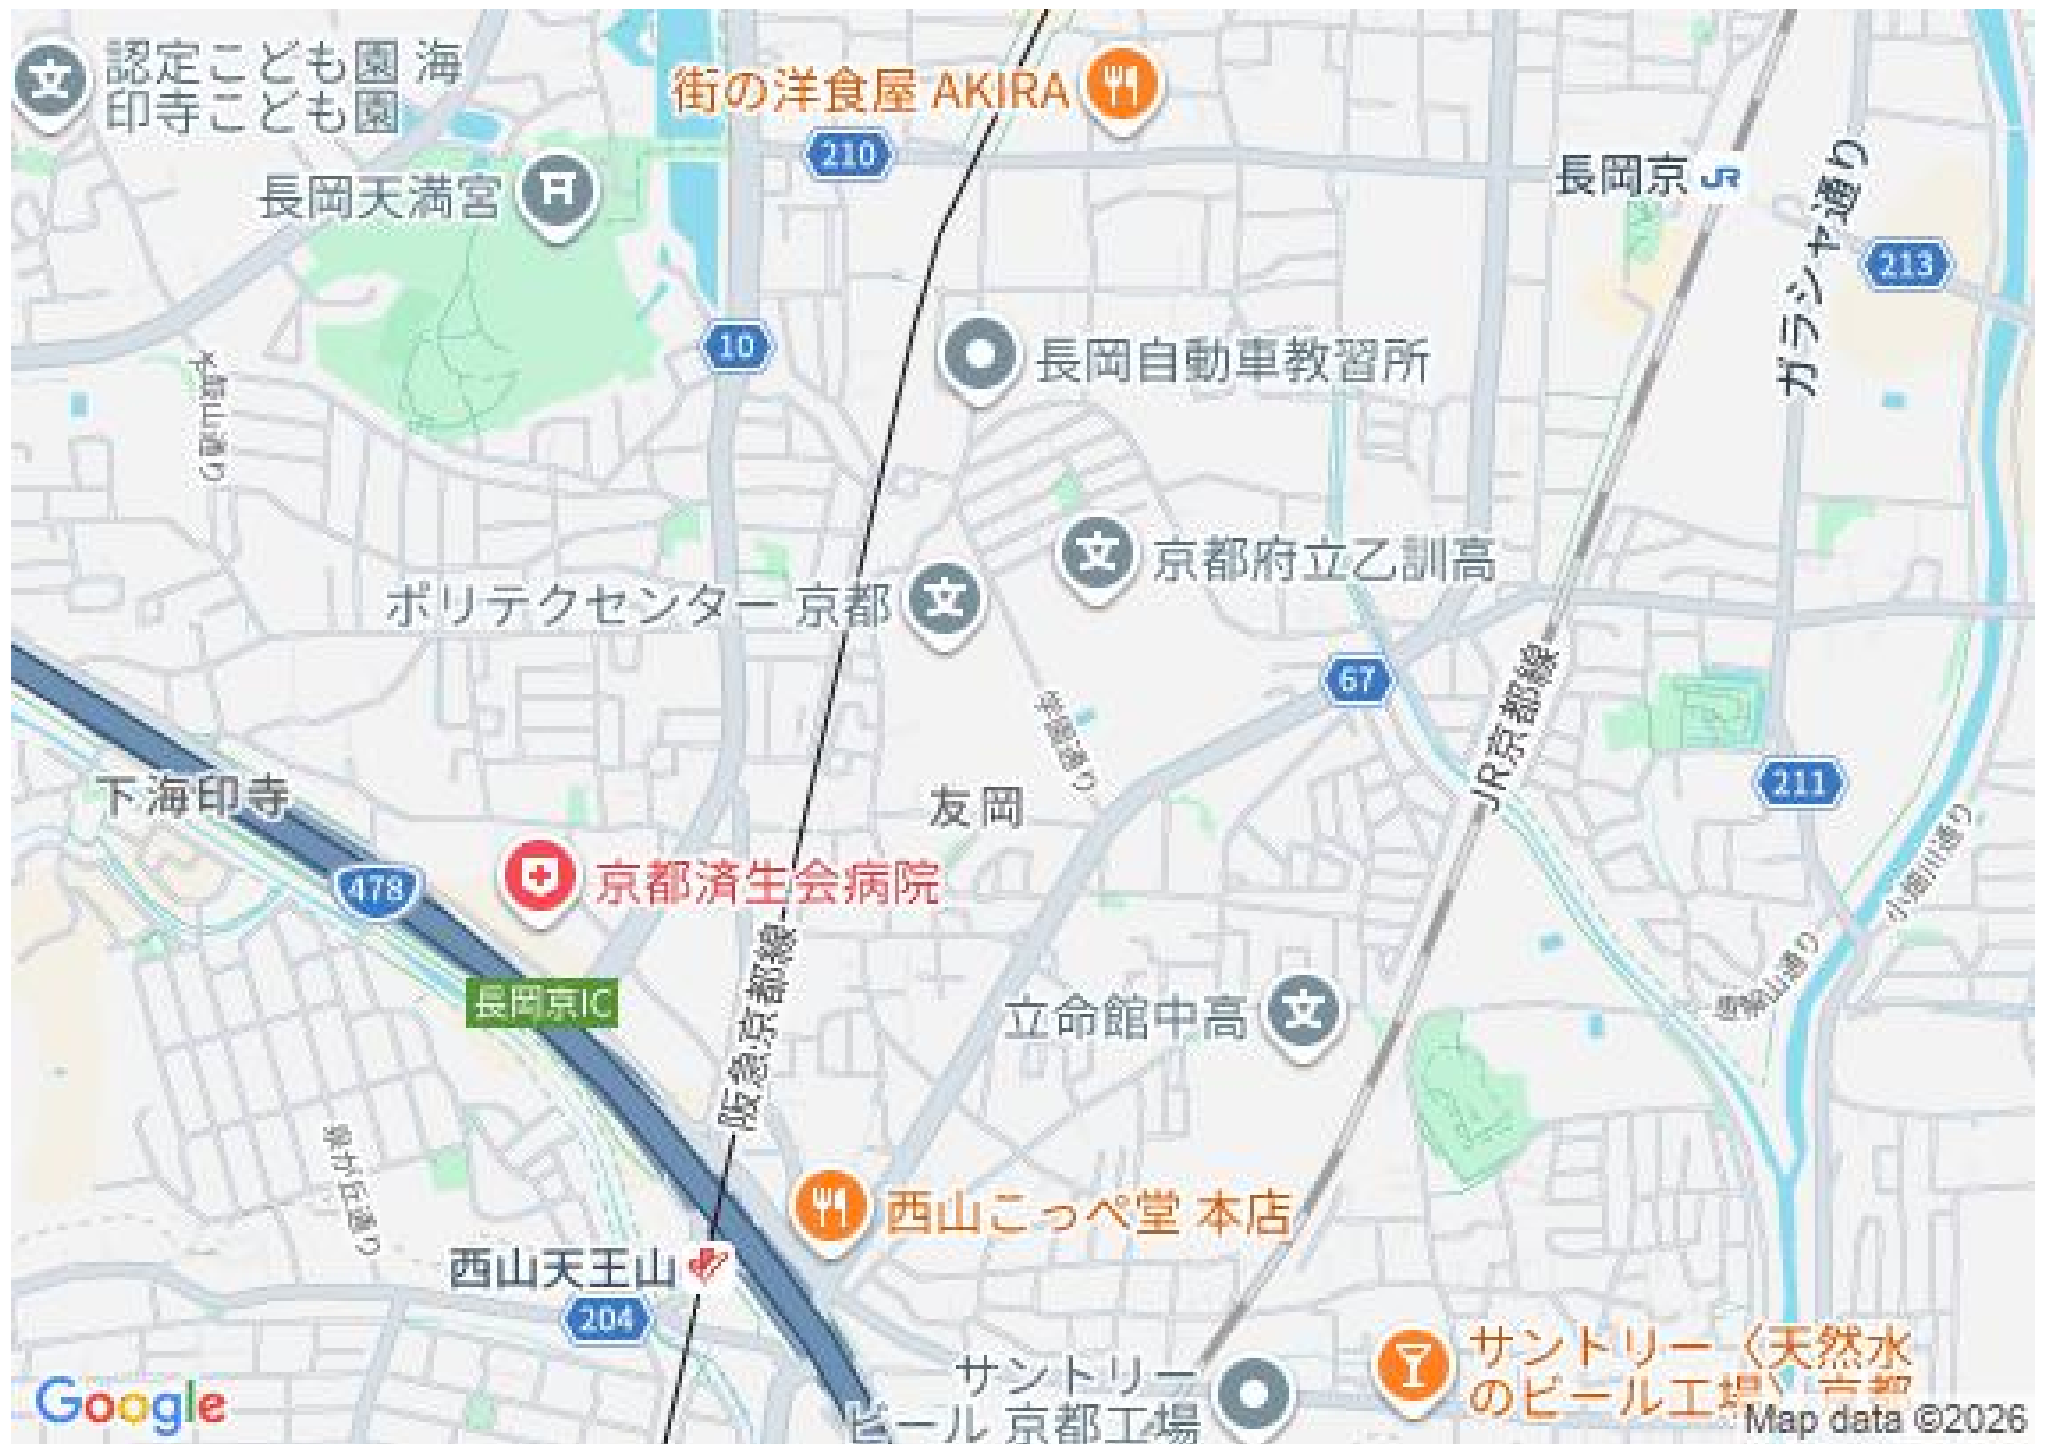 認定こども園 海
印寺こども園
街の洋食屋 AKIRA
210
長岡天満宮
長岡京 JR
ガラシャ通り
213
10
長岡自動車教習所
京都府立乙訓高
ポリテクセンター 京都
67
JR京都線
211
下海印寺
友岡
478
京都済生会病院
小畑川通り
長岡京IC
阪急京都線
立命館中高
西山こっぺ堂 本店
西山天王山
204
サントリー
ビール 京都工場
サントリー〈天然水
のビール工場〉京都
Google
Map data ©2026